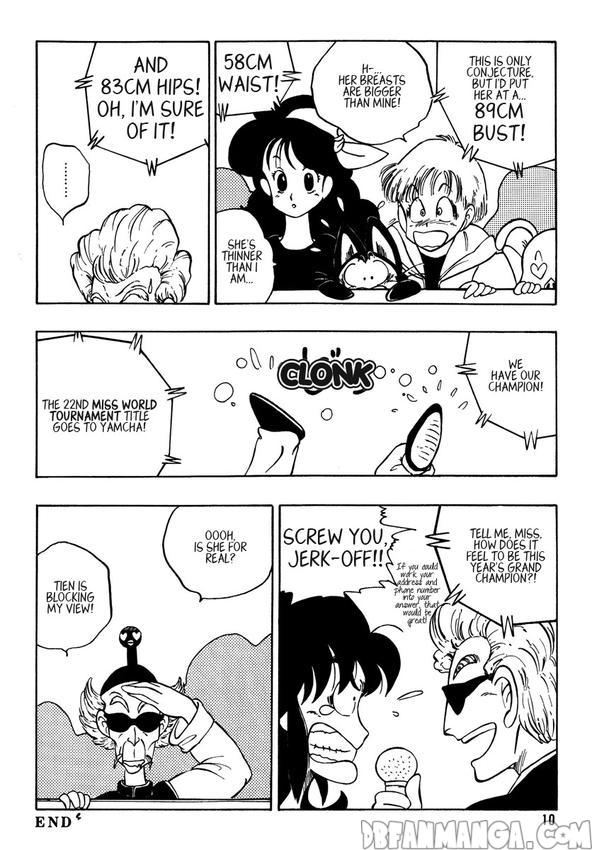 THIS IS ONLY
CONJECTURE,
BUT I'D PUT
HER AT A...
89CM
BUST!
H-...
HER BREASTS
ARE BIGGER
THAN MINE!
58CM
WAIST!
SHE'S
THINNER
THAN I
AM...
AND
83CM HIPS!
OH, I'M SURE
OF IT!
........
WE
HAVE OUR
CHAMPION!
CLONK
THE 22ND MISS WORLD
TOURNAMENT TITLE
GOES TO YAMCHA!
TELL ME, MISS.
HOW DOES IT
FEEL TO BE THIS
YEAR'S GRAND
CHAMPION?!
If you could
work your
address and
phone number
into your
answer, that
would be
great!
SCREW YOU,
JERK-OFF!!
OOOH,
IS SHE FOR
REAL?
TIEN IS
BLOCKING
MY VIEW!
END
10
DBFANMANGA.COM